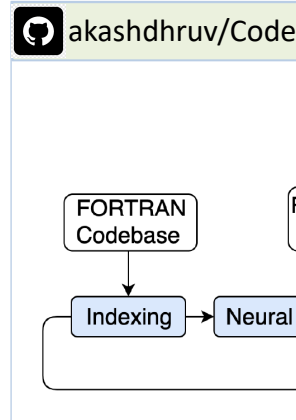 akashdhruv/Code
FORTRAN
Codebase
Indexing
Neural